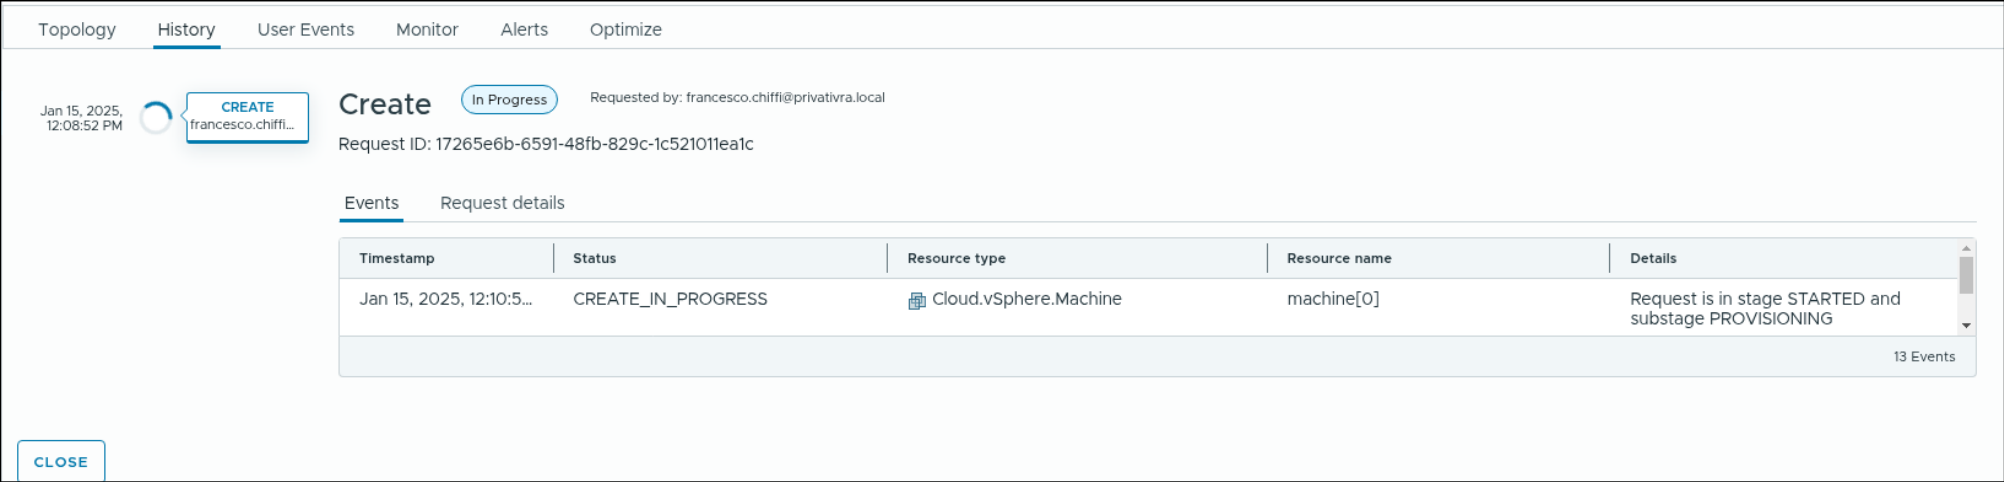 Topology History User Events Monitor Alerts Optimize
Jan 15, 2025,
12:08:52 PM
CREATE
francesco.chiffi...
Create In Progress Requested by: francesco.chiffi@privativra.local
Request ID: 17265e6b-6591-48fb-829c-1c521011ea1c
Events Request details
Timestamp Status Resource type Resource name Details
Jan 15, 2025, 12:10:5... CREATE_IN_PROGRESS Cloud.vSphere.Machine machine[0] Request is in stage STARTED and
substage PROVISIONING
13 Events
CLOSE